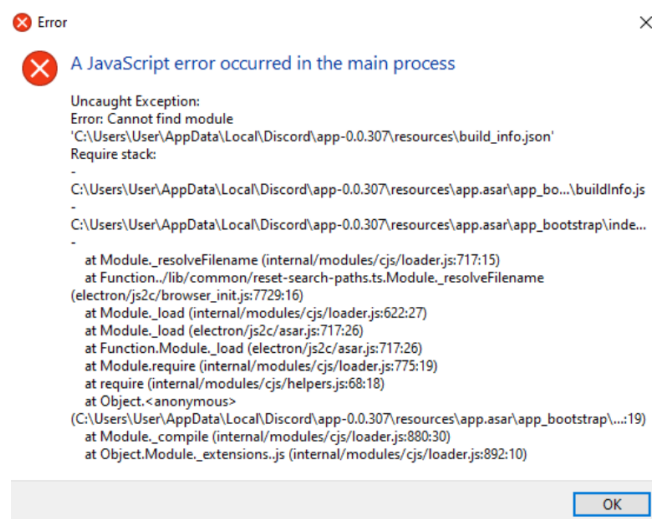 Error
A JavaScript error occurred in the main process
Uncaught Exception:
Error: Cannot find module
'C:\Users\User\AppData\Local\Discord\app-0.0.307\resources\build_info.json'
Require stack:
-
C:\Users\User\AppData\Local\Discord\app-0.0.307\resources\app.asar\app_bo...\buildInfo.js
-
C:\Users\User\AppData\Local\Discord\app-0.0.307\resources\app.asar\app_bootstrap\inde...
-
at Module._resolveFilename (internal/modules/cjs/loader.js:717:15)
at Function../lib/common/reset-search-paths.ts.Module._resolveFilename
(electron/js2c/browser_init.js:7729:16)
at Module._load (internal/modules/cjs/loader.js:622:27)
at Module._load (electron/js2c/asar.js:717:26)
at Function.Module._load (electron/js2c/asar.js:717:26)
at Module.require (internal/modules/cjs/loader.js:775:19)
at require (internal/modules/cjs/helpers.js:68:18)
at Object.<anonymous>
(C:\Users\User\AppData\Local\Discord\app-0.0.307\resources\app.asar\app_bootstrap\...:19)
at Module._compile (internal/modules/cjs/loader.js:880:30)
at Object.Module._extensions..js (internal/modules/cjs/loader.js:892:10)
OK